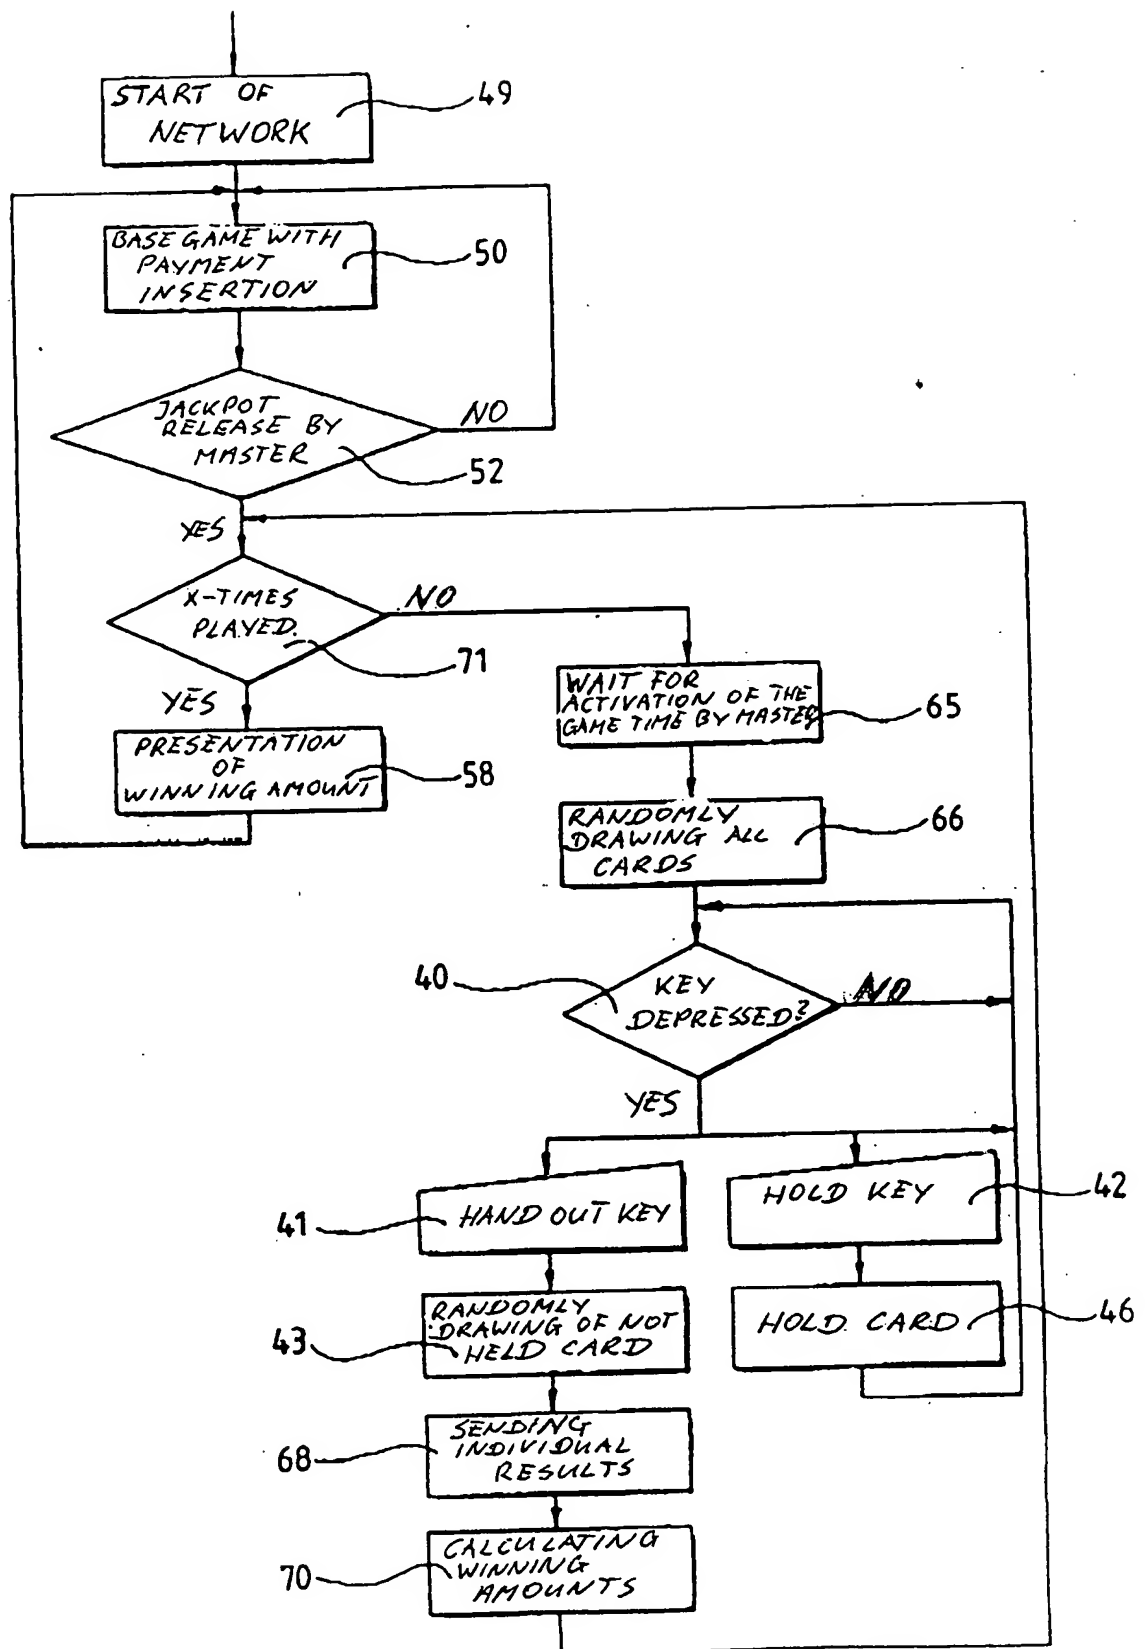 START OF
NETWORK
49
BASE GAME WITH
PAYMENT
INSERTION
50
JACKPOT
RELEASE BY
MASTER
NO
52
YES
X-TIMES
PLAYED.
NO
71
YES
PRESENTATION
OF
WINNING AMOUNT
58
WAIT FOR
ACTIVATION OF THE
GAME TIME BY MASTER
65
RANDOMLY
DRAWING ALL
CARDS
66
40
KEY
DEPRESSED?
NO
YES
41
HAND OUT KEY
HOLD KEY
42
43
RANDOMLY
DRAWING OF NOT
HELD CARD
HOLD CARD
46
68
SENDING
INDIVIDUAL
RESULTS
70
CALCULATING
WINNING
AMOUNTS